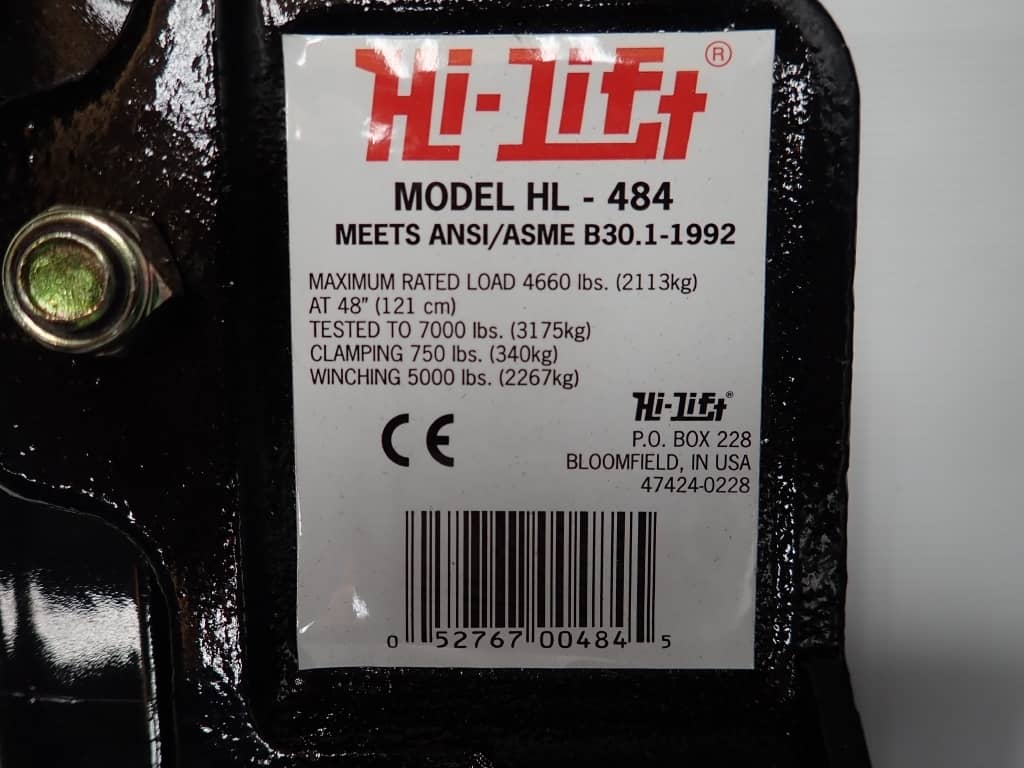 Hi-Lift®
MODEL HL - 484
MEETS ANSI/ASME B30.1-1992
MAXIMUM RATED LOAD 4660 lbs. (2113kg)
AT 48" (121 cm)
TESTED TO 7000 lbs. (3175kg)
CLAMPING 750 lbs. (340kg)
WINCHING 5000 lbs. (2267kg)
CE
Hi-Lift®
P.O. BOX 228
BLOOMFIELD, IN USA
47424-0228
0 52767 00484 5